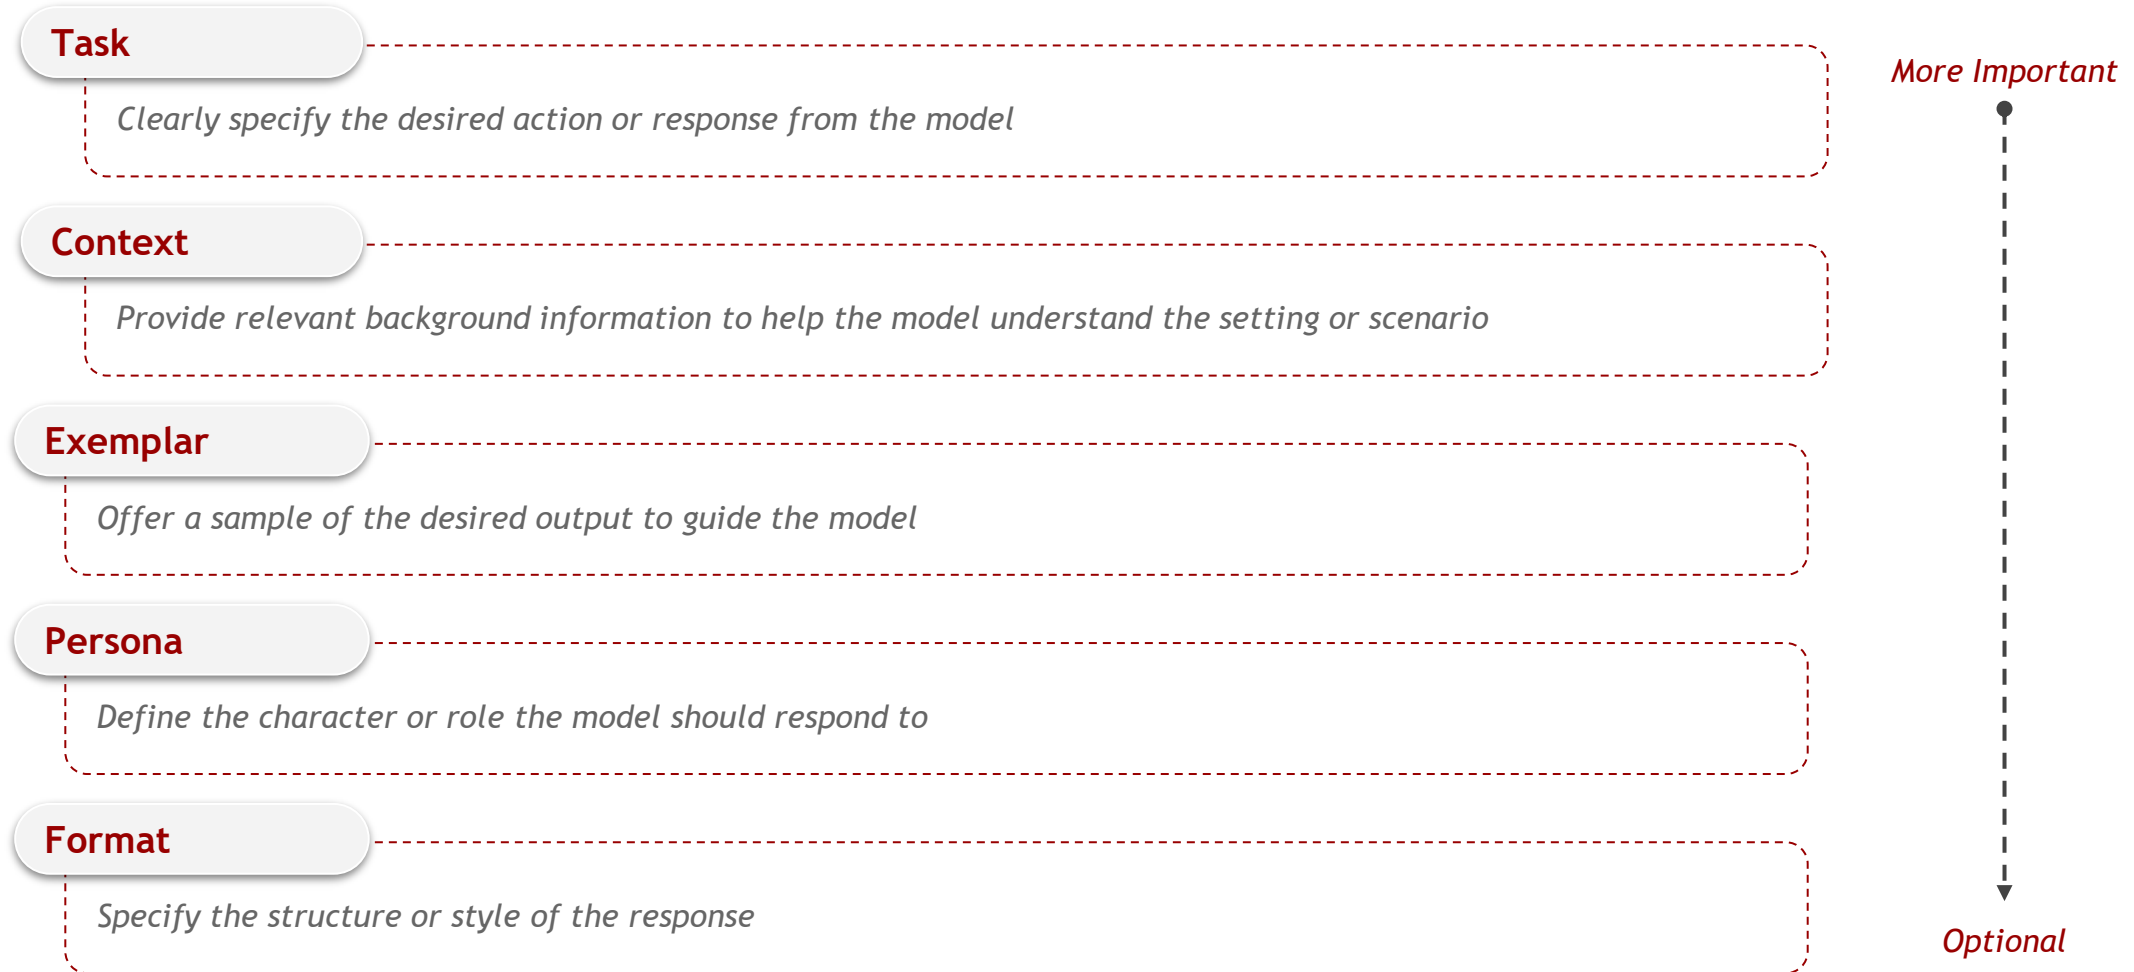 Task
More Important
Clearly specify the desired action or response from the model
Context
Provide relevant background information to help the model understand the setting or scenario
Exemplar
Offer a sample of the desired output to guide the model
Persona
Define the character or role the model should respond to
Format
Specify the structure or style of the response
Optional